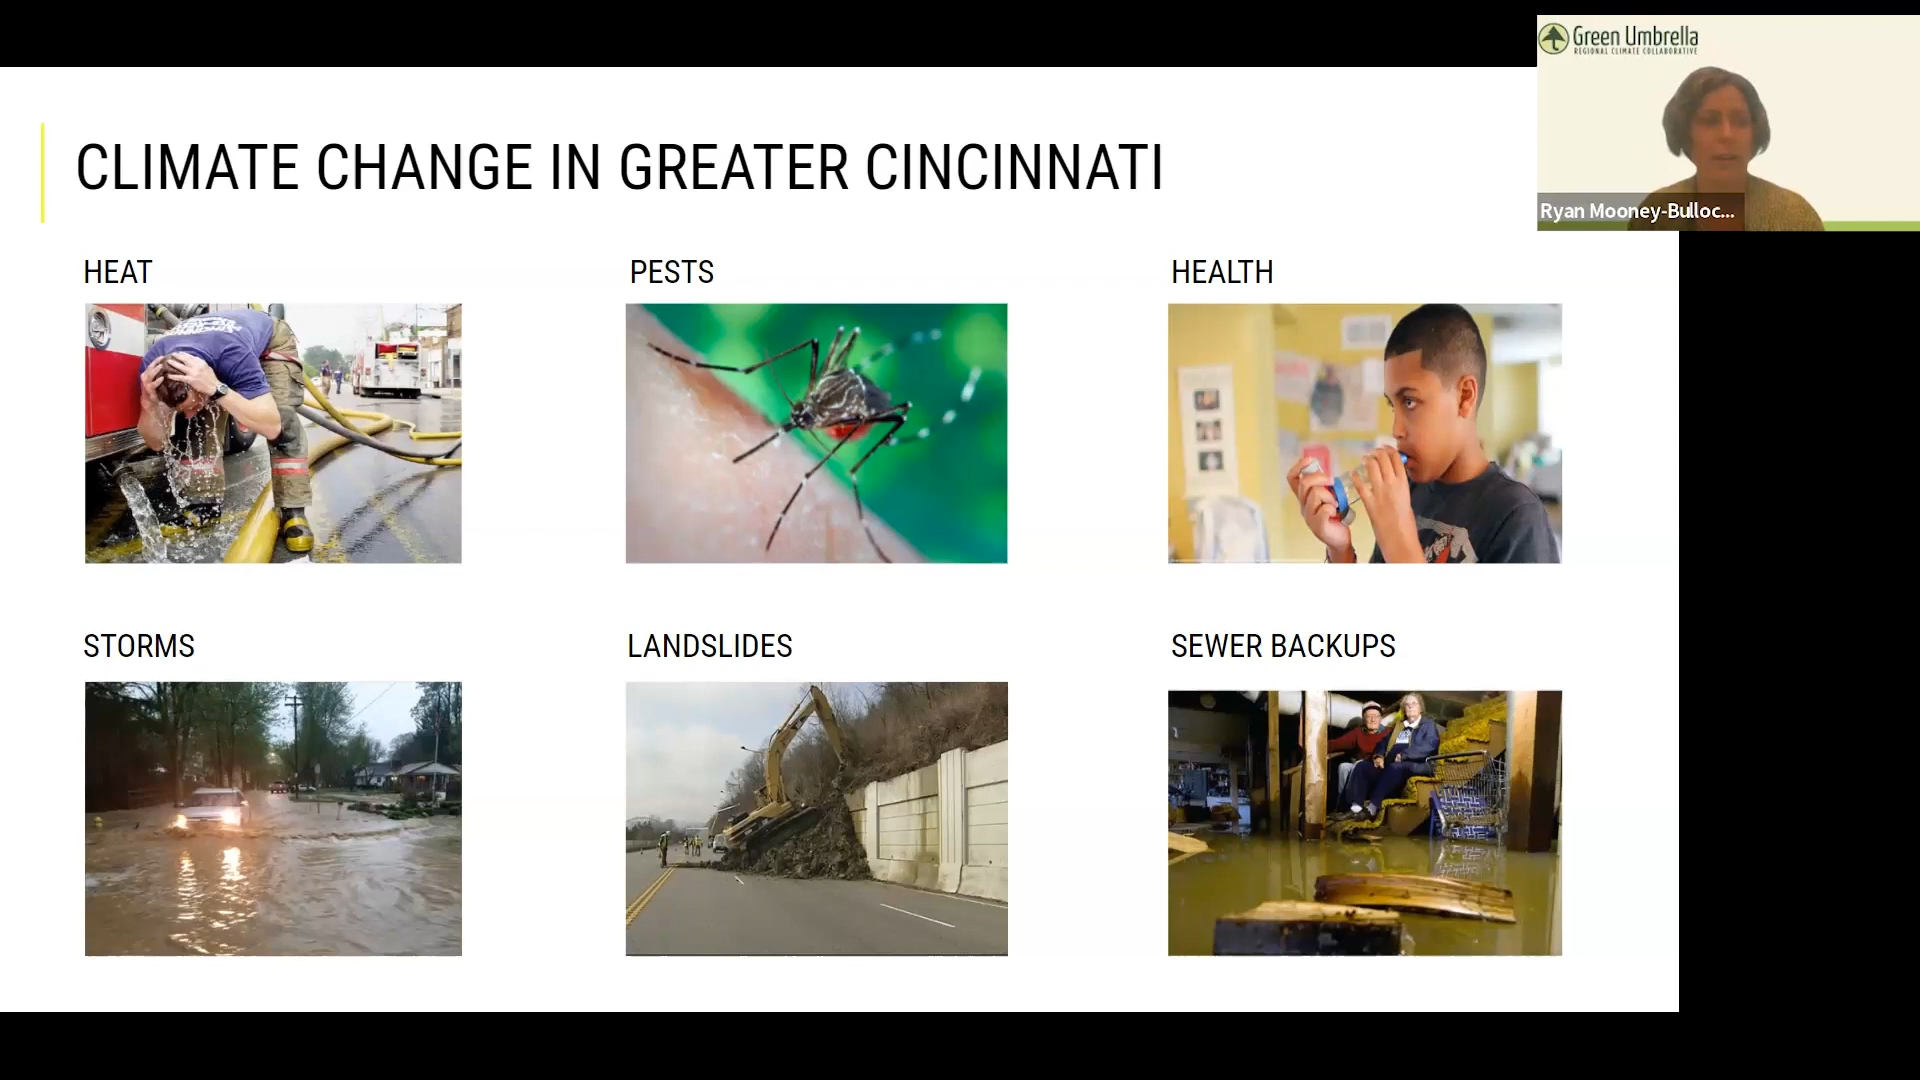 Green Umbrella
REGIONAL CLIMATE COLLABORATIVE
Ryan Mooney-Bulloc...
CLIMATE CHANGE IN GREATER CINCINNATI
HEAT
PESTS
HEALTH
STORMS
LANDSLIDES
SEWER BACKUPS